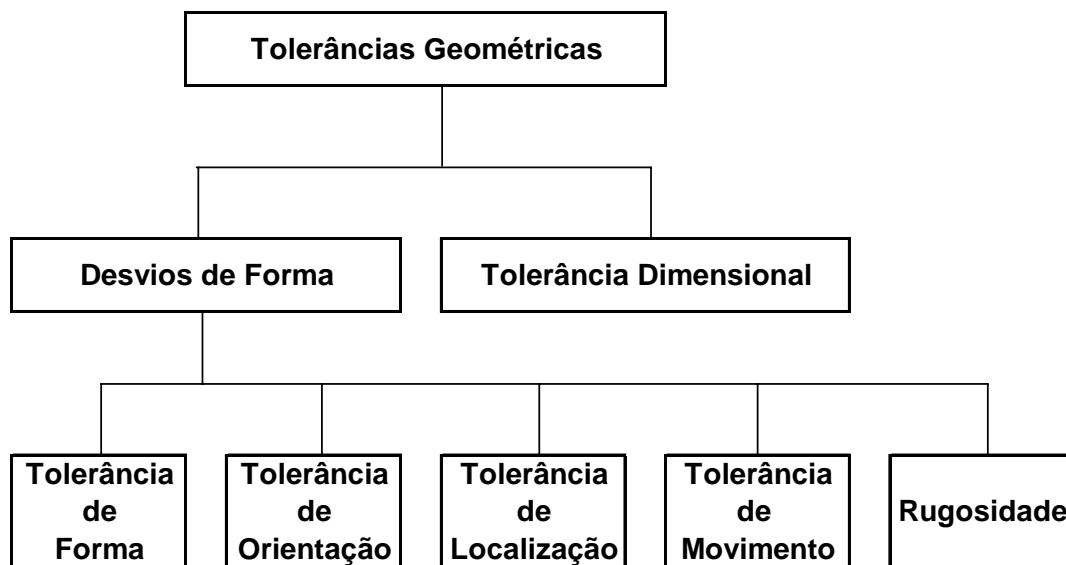 Tolerâncias Geométricas
Desvios de Forma
Tolerância Dimensional
Tolerância
de
Forma
Tolerância
de
Orientação
Tolerância
de
Localização
Tolerância
de
Movimento
Rugosidade